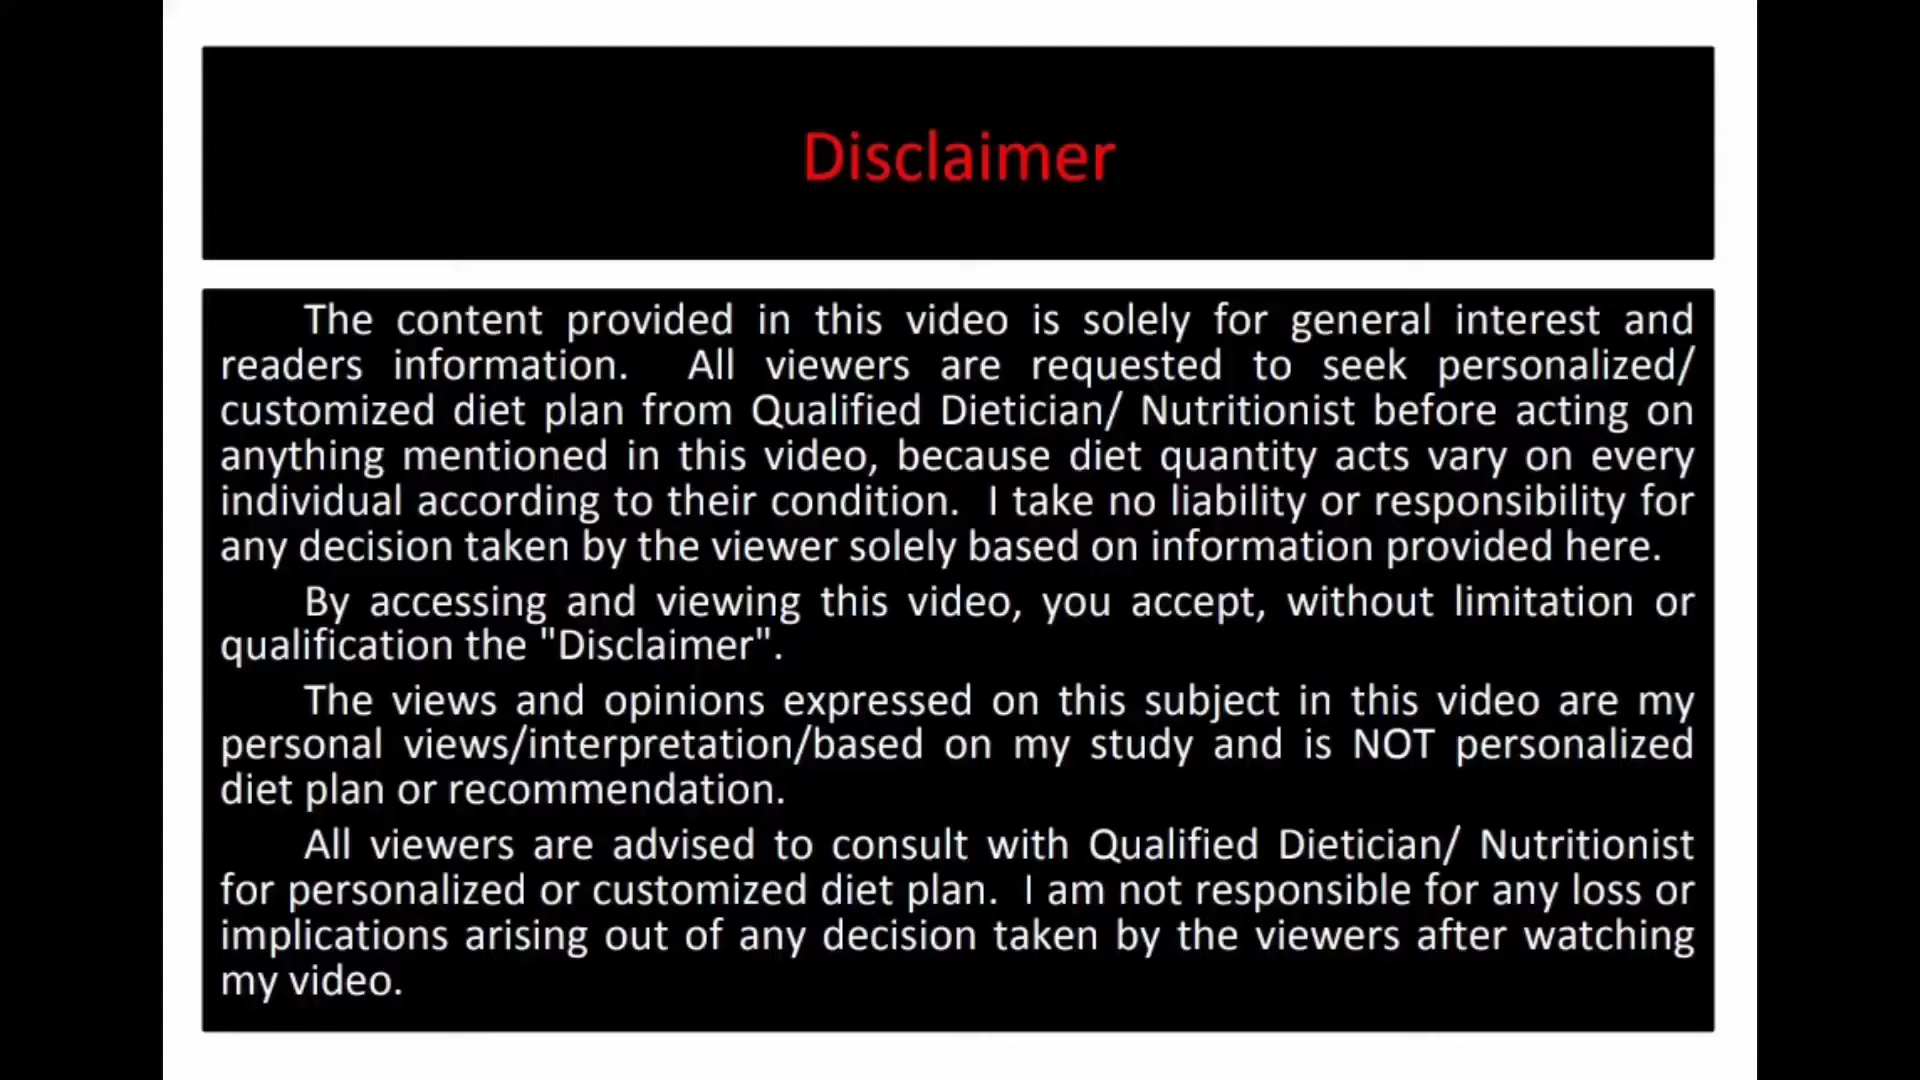 Disclaimer
The content provided in this video is solely for general interest and
readers information. All viewers are requested to seek personalized/
customized diet plan from Qualified Dietician/ Nutritionist before acting on
anything mentioned in this video, because diet quantity acts vary on every
individual according to their condition. I take no liability or responsibility for
any decision taken by the viewer solely based on information provided here.
By accessing and viewing this video, you accept, without limitation or
qualification the "Disclaimer".
The views and opinions expressed on this subject in this video are my
personal views/interpretation/based on my study and is NOT personalized
diet plan or recommendation.
All viewers are advised to consult with Qualified Dietician/ Nutritionist
for personalized or customized diet plan. I am not responsible for any loss or
implications arising out of any decision taken by the viewers after watching
my video.